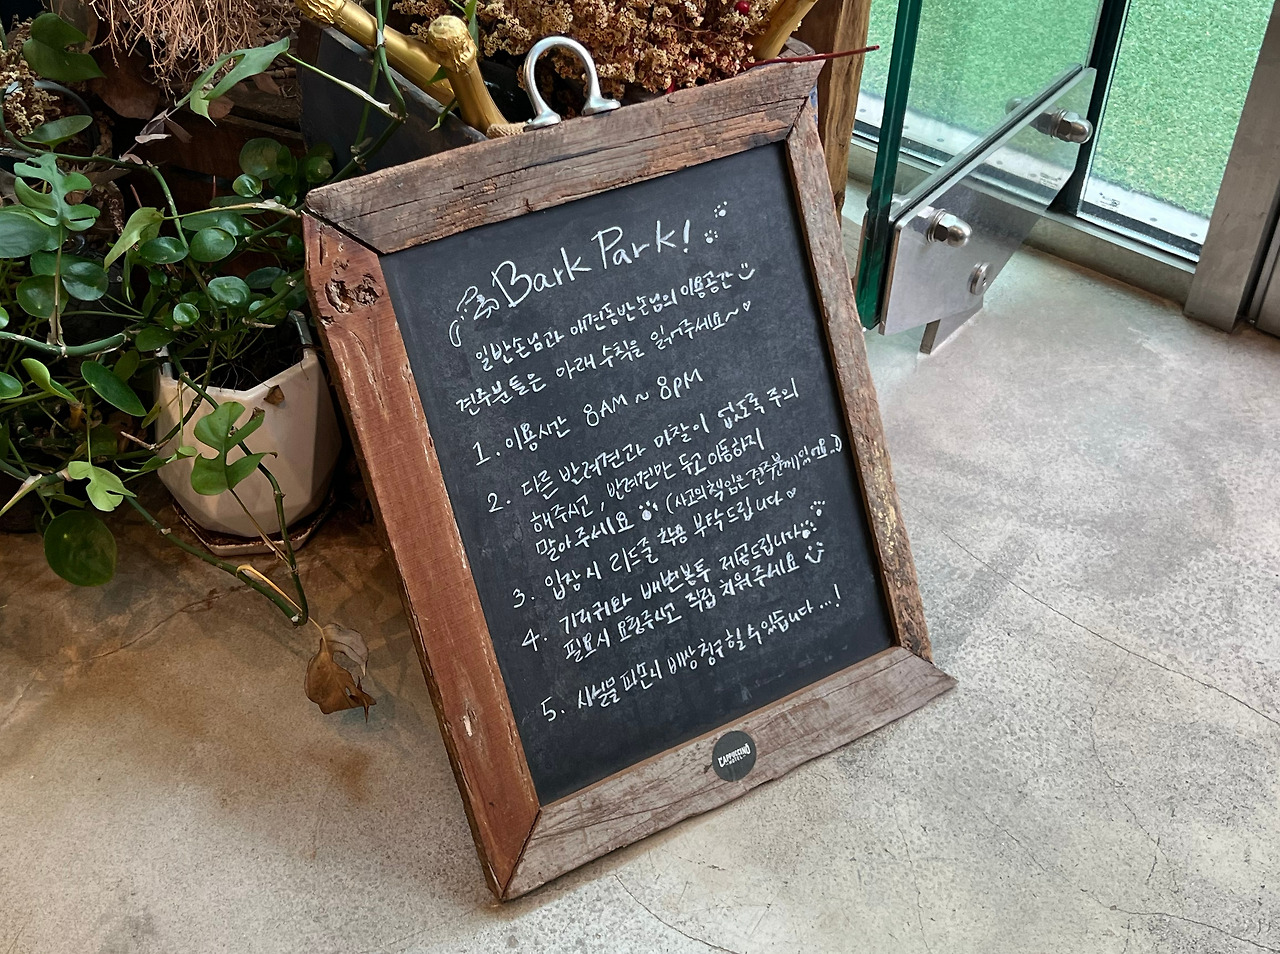 Bark Park!
일반손님과 애견동반손님의 이용공간
견주분들은 아래 수칙을 읽어주세요~♡
1. 이용시간 8AM ~ 8PM
2. 다른 반려견과 마찰이 없도록 주의
해주시고, 반려견만 두고 이동하지
말아주세요 (사고의 책임은 견주분께 있어요.:)
3. 입장시 리드줄 착용 부탁드립니다♡
4. 기저귀와 배변봉투 제공드립니다
필요시 요청주시고 직접 치워주세요
5. 시설물 파손시 배상청구 할 수 있습니다...!
CAPPUCCINO
HOTEL